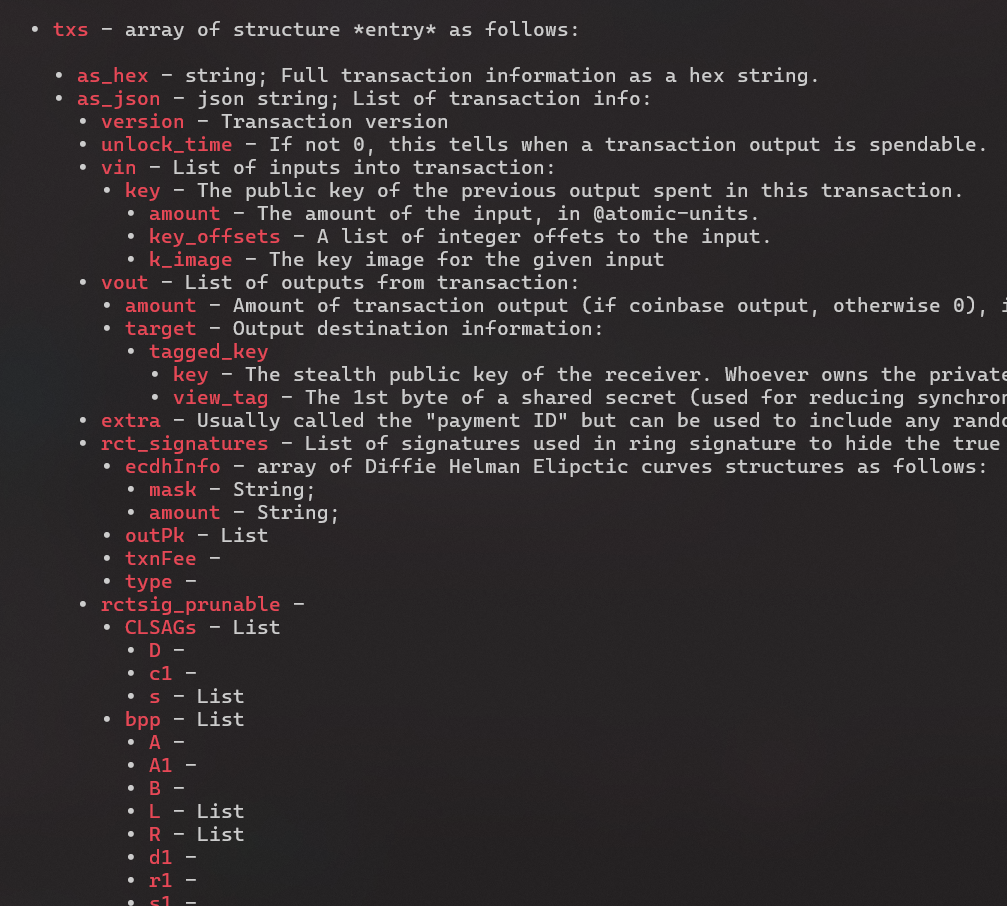 • txs – array of structure *entry* as follows:
• as_hex – string; Full transaction information as a hex string.
• as_json – json string; List of transaction info:
• version – Transaction version
• unlock_time – If not 0, this tells when a transaction output is spendable.
• vin – List of inputs into transaction:
• key – The public key of the previous output spent in this transaction.
• amount – The amount of the input, in @atomic-units.
• key_offsets – A list of integer offets to the input.
• k_image – The key image for the given input
• vout – List of outputs from transaction:
• amount – Amount of transaction output (if coinbase output, otherwise 0),
• target – Output destination information:
• tagged_key
• key – The stealth public key of the receiver. Whoever owns the private
• view_tag – The 1st byte of a shared secret (used for reducing
• extra – Usually called the "payment ID" but can be used to include any
• rct_signatures – List of signatures used in ring signature to hide the true
• ecdhInfo – array of Diffie Helman Elipctic curves structures as follows:
• mask – String;
• amount – String;
• outPk – List
• txnFee –
• type –
• rctsig_prunable –
• CLSAGs – List
• D –
• c1 –
• s – List
• bpp – List
• A –
• A1 –
• B –
• L – List
• R – List
• d1 –
• r1 –
• s1 –